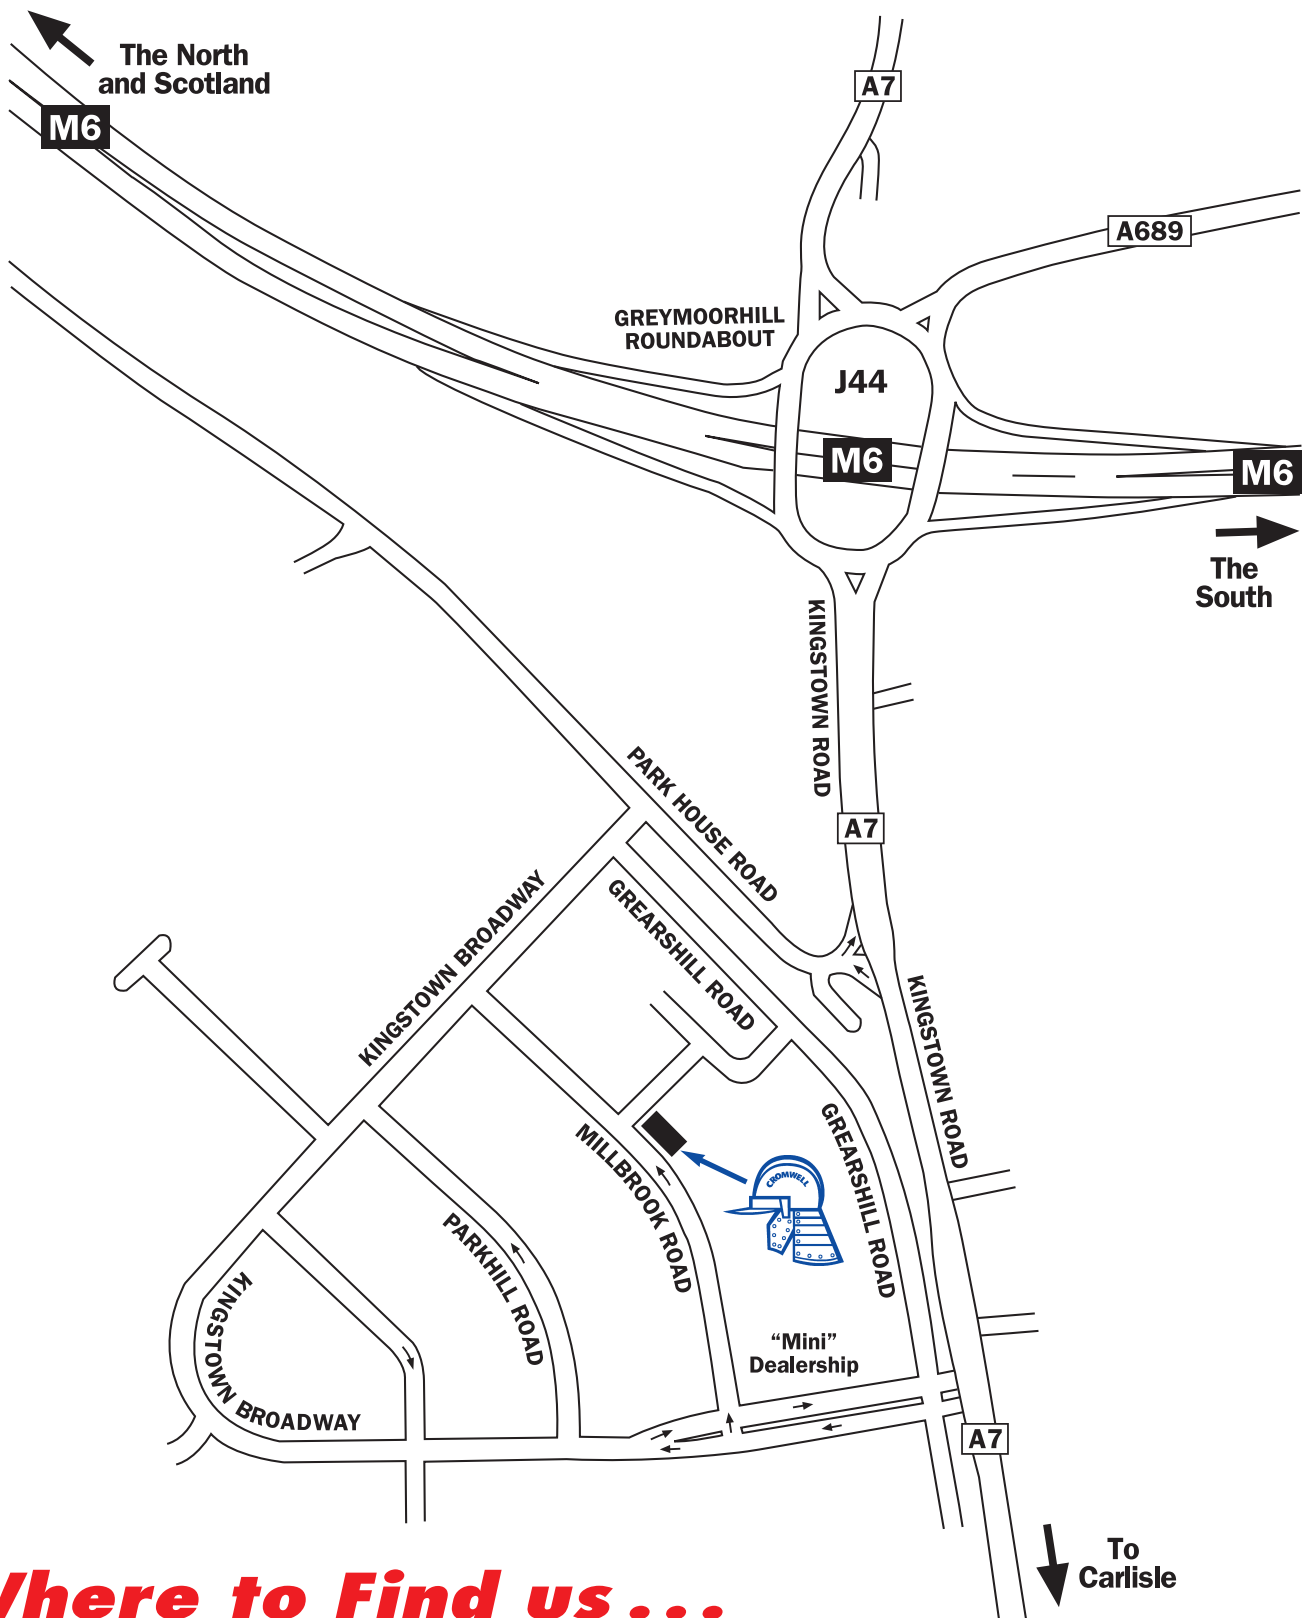 The North
and Scotland
M6
A7
A689
GREYMOORHILL
ROUNDABOUT
J44
M6
M6
The
South
KINGSTOWN ROAD
PARK HOUSE ROAD
A7
KINGSTOWN BROADWAY
GREARSHILL ROAD
KINGSTOWN ROAD
MILLBROOK ROAD
CROMWELL
GREARSHILL ROAD
PARKHILL ROAD
KINGSTOWN BROADWAY
“Mini”
Dealership
A7
To
Carlisle
Where to Find us...